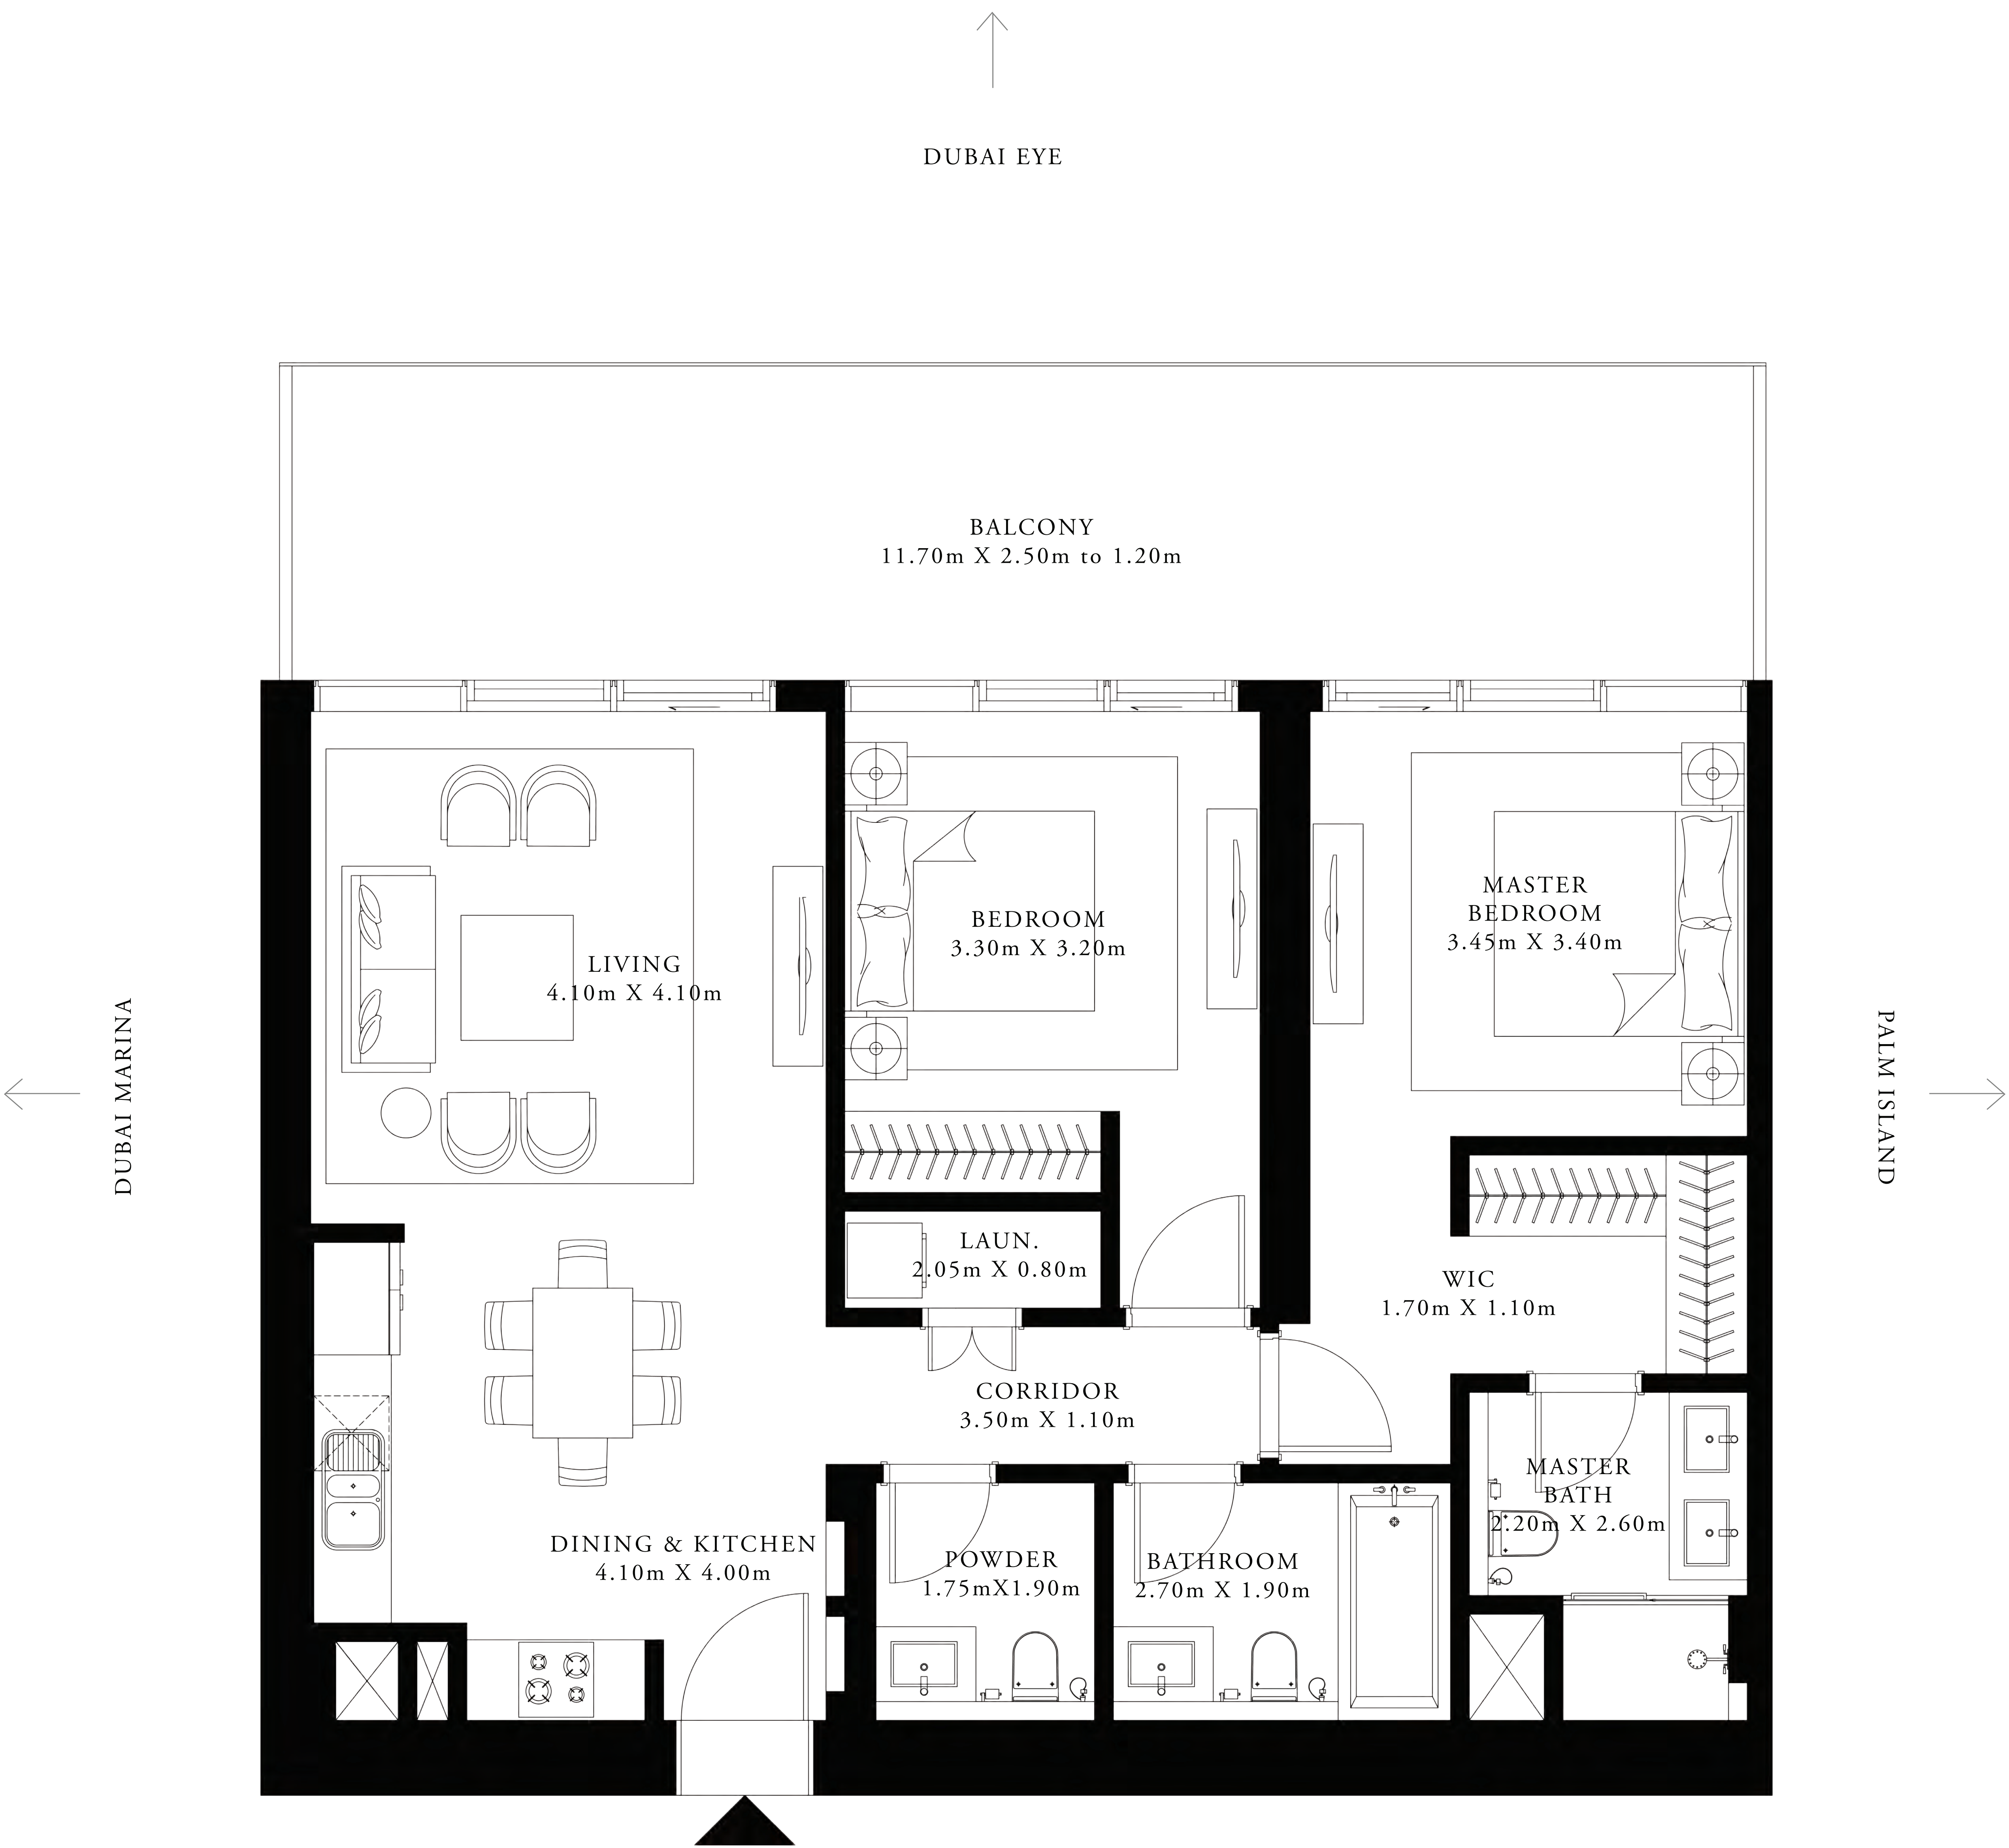 DUBAI EYE
BALCONY
11.70m X 2.50m to 1.20m
DUBAI MARINA
LIVING
4.10m X 4.10m
BEDROOM
3.30m X 3.20m
MASTER
BEDROOM
3.45m X 3.40m
PALM ISLAND
LAUN.
2.05m X 0.80m
WIC
1.70m X 1.10m
CORRIDOR
3.50m X 1.10m
DINING & KITCHEN
4.10m X 4.00m
POWDER
1.75mX1.90m
BATHROOM
2.70m X 1.90m
MASTER
BATH
2.20m X 2.60m